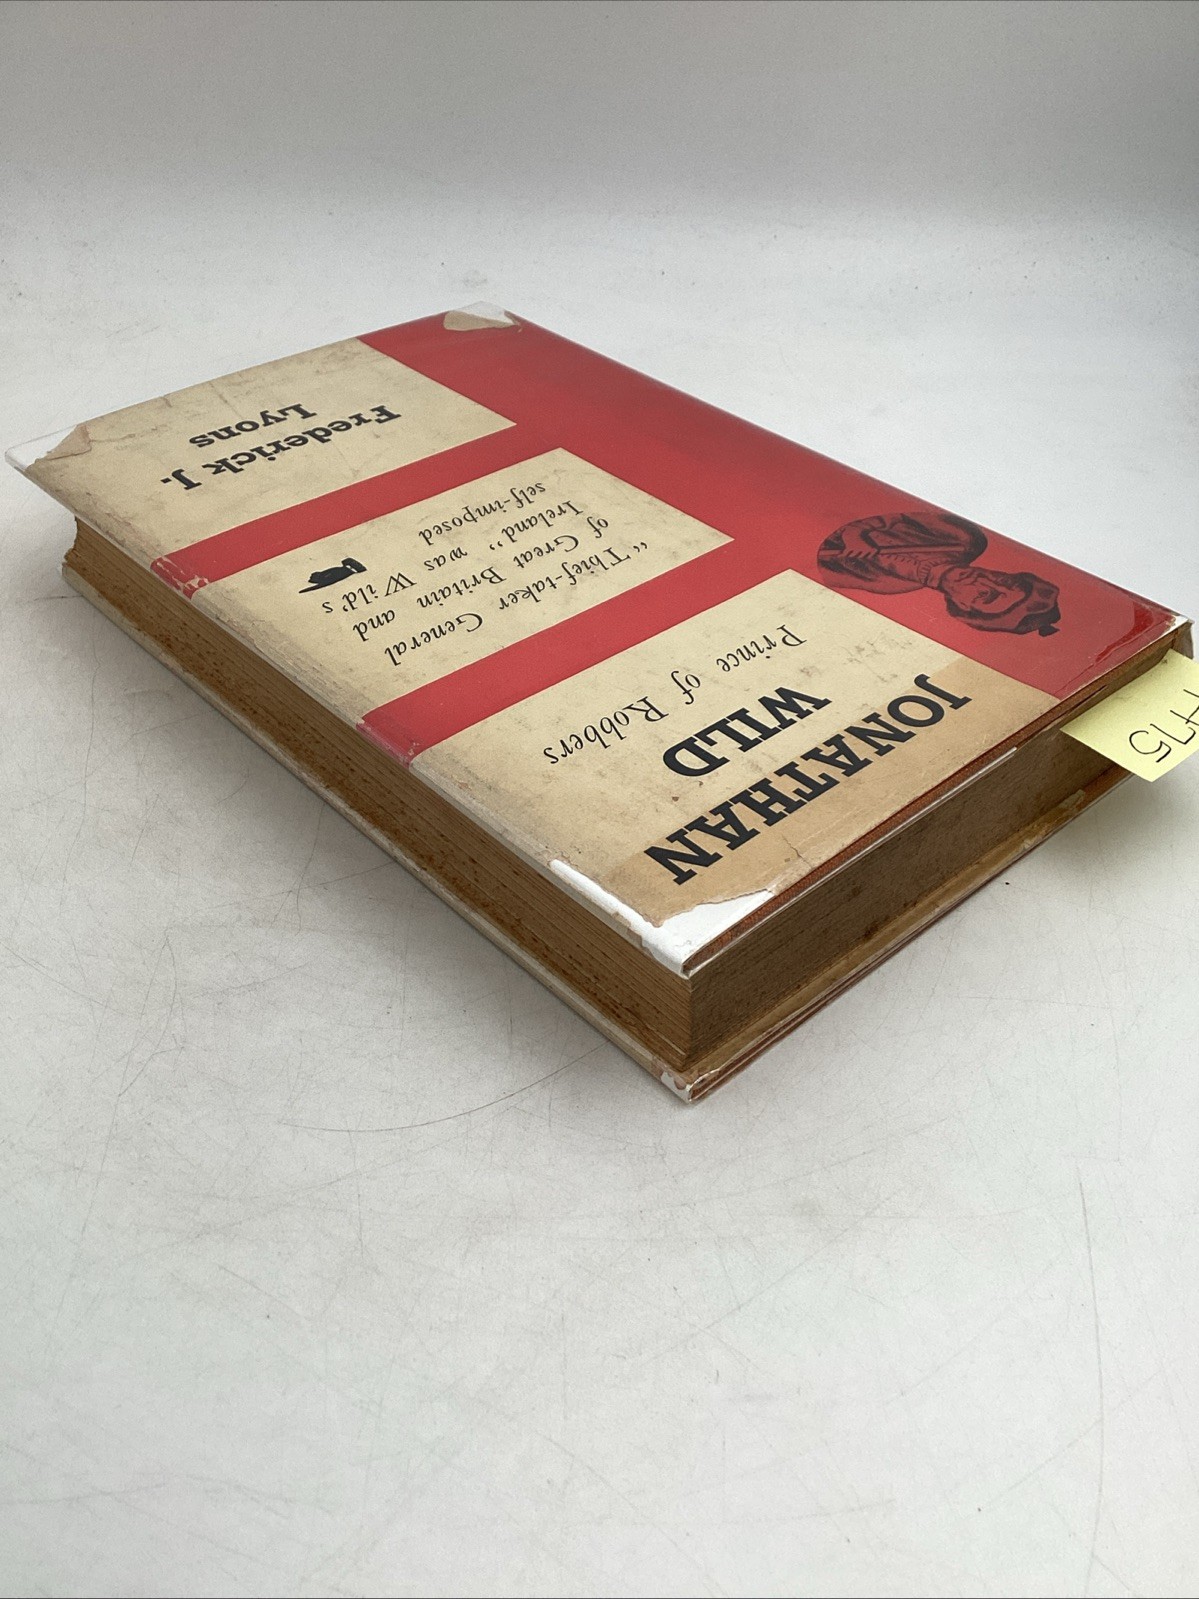 JONATHAN
WILD
Prince of Robbers
"Thief-taker General
of Great Britain and
Ireland" was Wild's
self-imposed
Frederick J.
Lyons